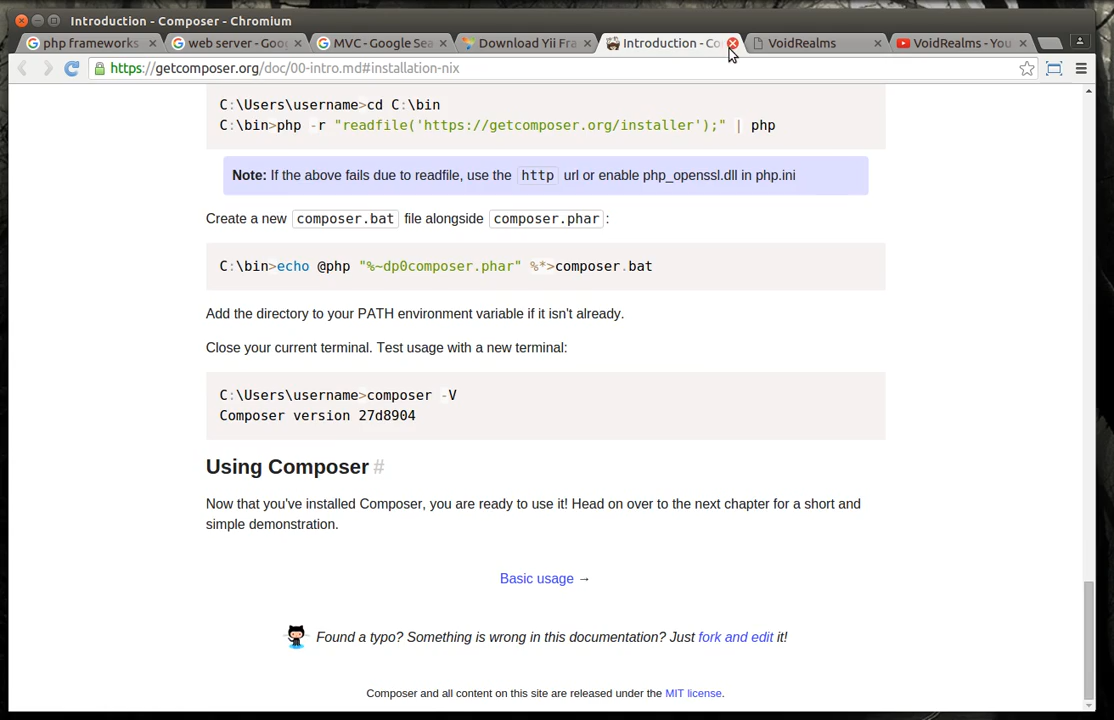 Introduction - Composer - Chromium
php frameworks
web server - Goo
MVC - Google Sea
Download Yii Fra
Introduction - Co
VoidRealms
VoidRealms - You
https://getcomposer.org/doc/00-intro.md#installation-nix
C:\Users\username>cd C:\bin
C:\bin>php -r "readfile('https://getcomposer.org/installer');" | php
Note: If the above fails due to readfile, use the http url or enable php_openssl.dll in php.ini
Create a new composer.bat file alongside composer.phar:
C:\bin>echo @php "%~dp0composer.phar" %*>composer.bat
Add the directory to your PATH environment variable if it isn't already.
Close your current terminal. Test usage with a new terminal:
C:\Users\username>composer -V
Composer version 27d8904
Using Composer #
Now that you've installed Composer, you are ready to use it! Head on over to the next chapter for a short and
simple demonstration.
Basic usage →
Found a typo? Something is wrong in this documentation? Just fork and edit it!
Composer and all content on this site are released under the MIT license.